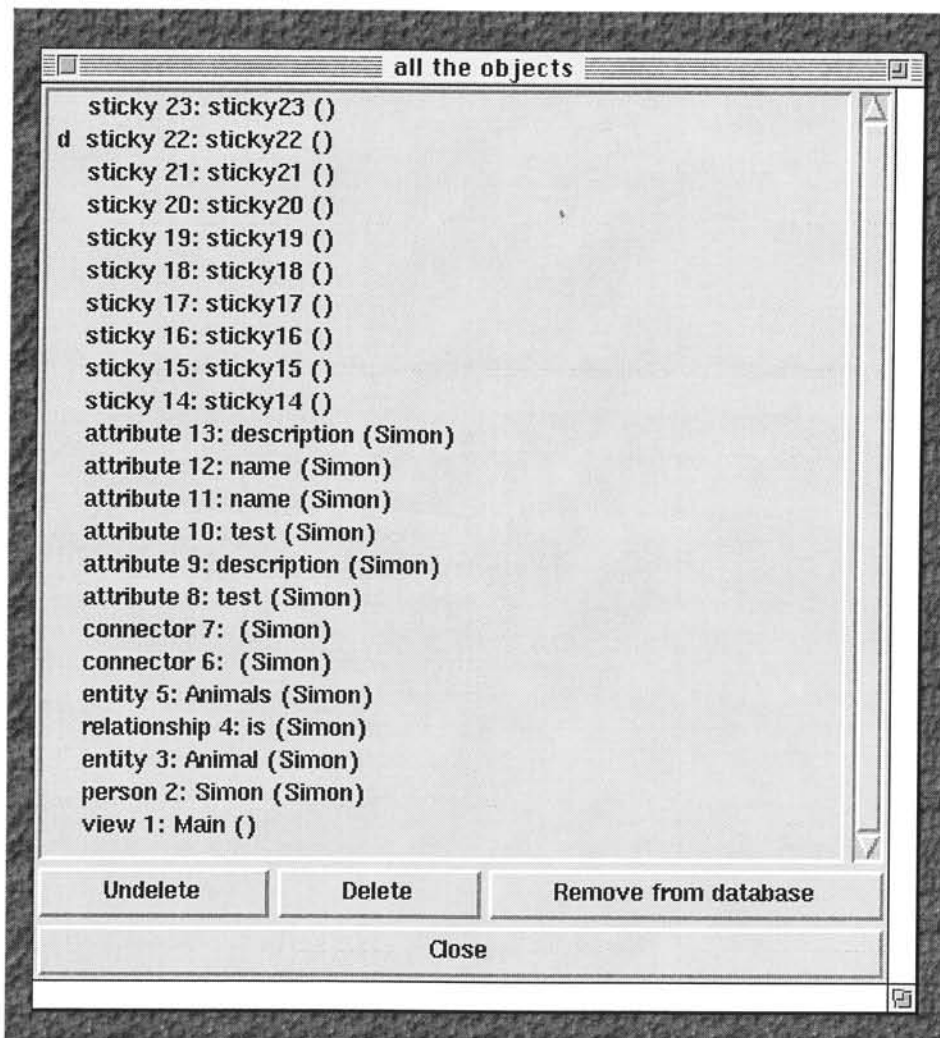 all the objects
sticky 23: sticky23 ()
d sticky 22: sticky22 ()
sticky 21: sticky21 ()
sticky 20: sticky20 ()
sticky 19: sticky19 ()
sticky 18: sticky18 ()
sticky 17: sticky17 ()
sticky 16: sticky16 ()
sticky 15: sticky15 ()
sticky 14: sticky14 ()
attribute 13: description (Simon)
attribute 12: name (Simon)
attribute 11: name (Simon)
attribute 10: test (Simon)
attribute 9: description (Simon)
attribute 8: test (Simon)
connector 7: (Simon)
connector 6: (Simon)
entity 5: Animals (Simon)
relationship 4: is (Simon)
entity 3: Animal (Simon)
person 2: Simon (Simon)
view 1: Main ()
Undelete Delete Remove from database
Close